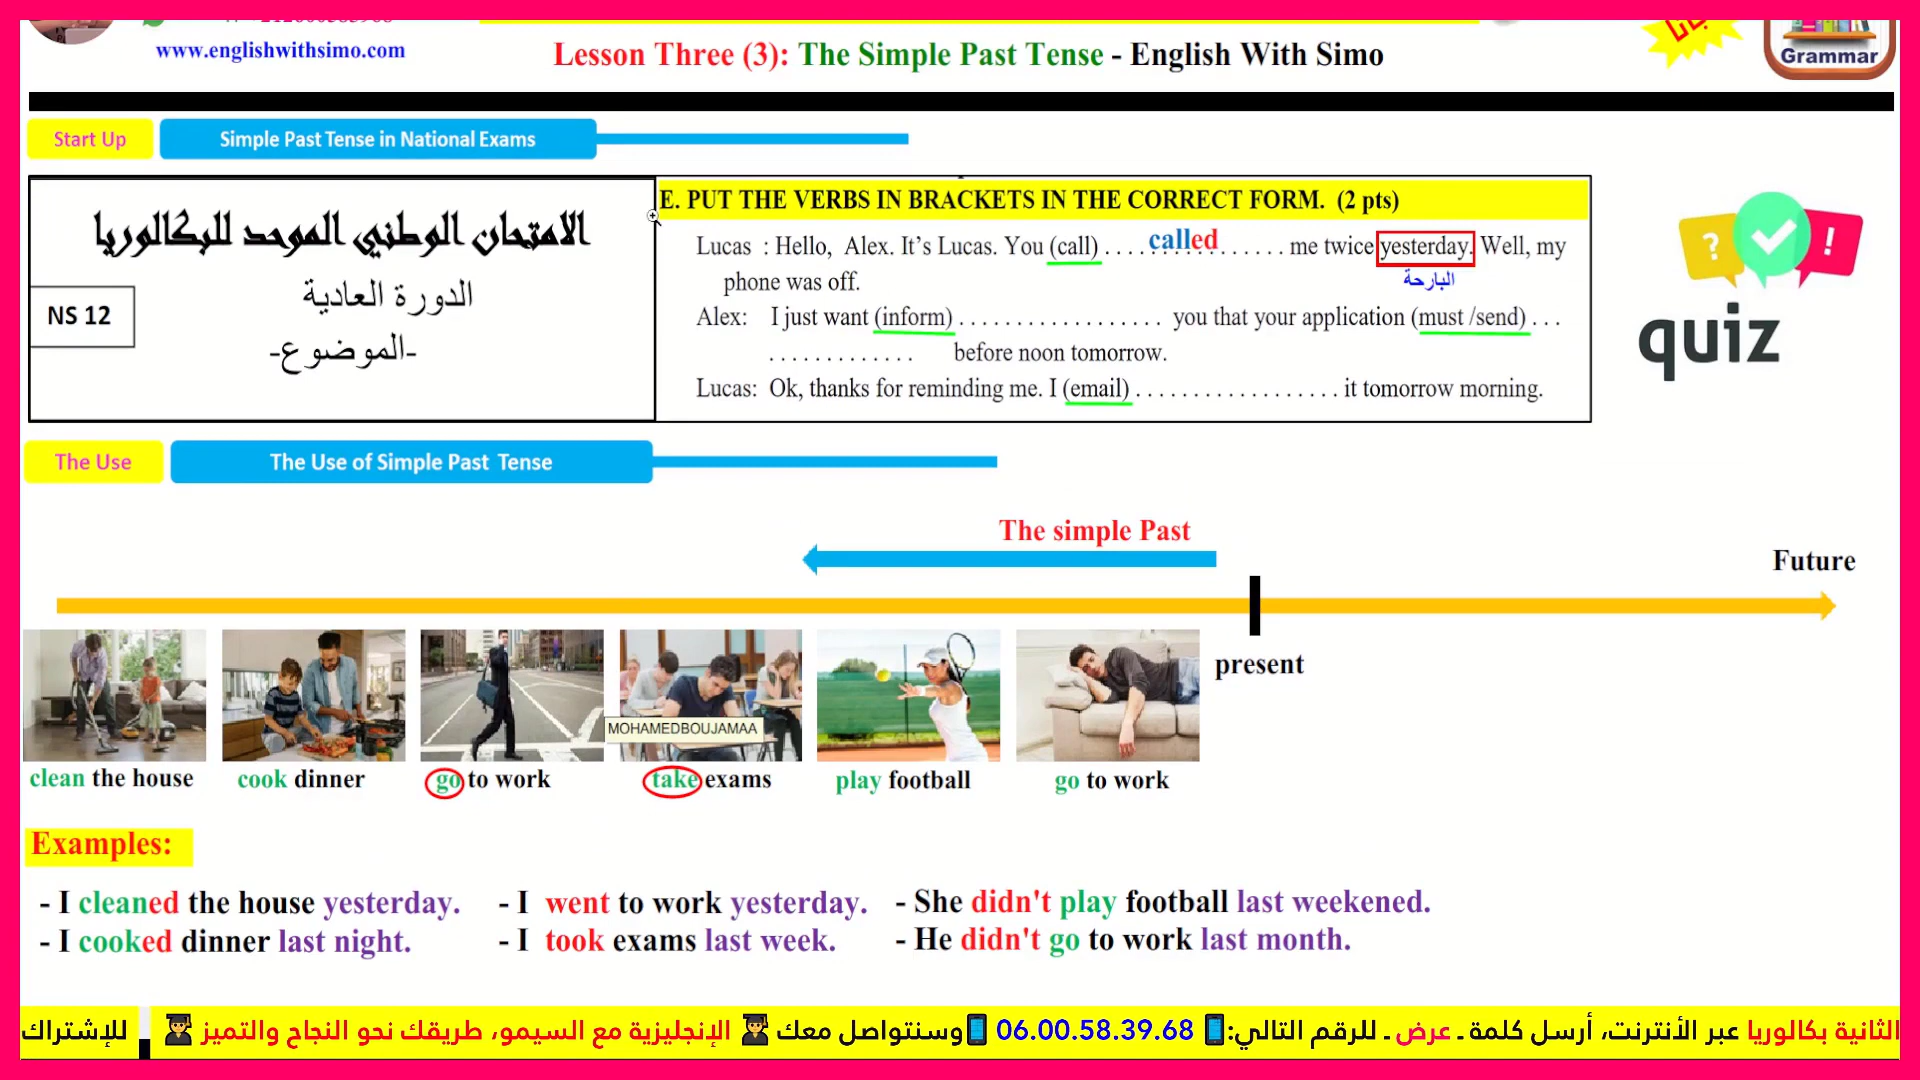 www.englishwithsimo.com
Lesson Three (3): The Simple Past Tense - English With Simo
Grammar
Start Up
Simple Past Tense in National Exams
الامتحان الوطني الموحد للبكالوريا
الدورة العادية
-الموضوع-
NS 12
E. PUT THE VERBS IN BRACKETS IN THE CORRECT FORM. (2 pts)
Lucas : Hello, Alex. It's Lucas. You (call) . . . . called . . . . . me twice yesterday. Well, my
البارحة
phone was off.
Alex: I just want (inform) . . . . . . . . . . . . . . . . . . you that your application (must /send) . . .
. . . . . . . . . . . . . before noon tomorrow.
Lucas: Ok, thanks for reminding me. I (email) . . . . . . . . . . . . . . . . . . it tomorrow morning.
? !
quiz
The Use
The Use of Simple Past Tense
The simple Past
Future
present
MOHAMEDBOUJAMAA
clean the house
cook dinner
go to work
take exams
play football
go to work
Examples:
- I cleaned the house yesterday.
- I went to work yesterday.
- She didn't play football last weekened.
- I cooked dinner last night.
- I took exams last week.
- He didn't go to work last month.
الثانية بكالوريا عبر الأنترنت، أرسل كلمة ـ عرض ـ للرقم التالي: 06.00.58.39.68 وسنتواصل معك الإنجليزية مع السيمو، طريقك نحو النجاح والتميز للإشتراك